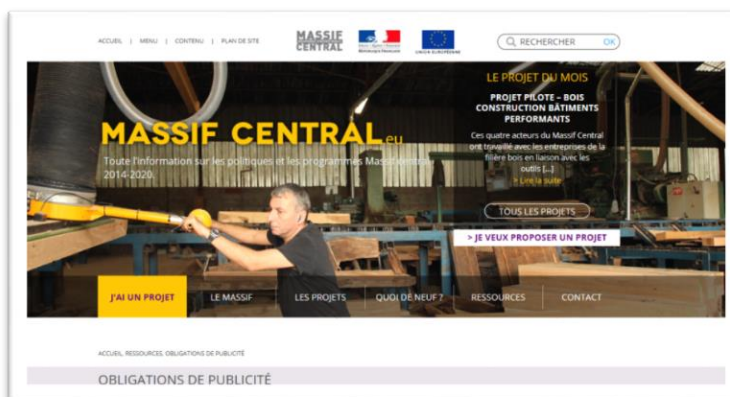 ACCUEIL | MENU | CONTENU | PLAN DE SITE
MASSIF
CENTRAL
UNION EUROPÉENNE
RECHERCHER OK
LE PROJET DU MOIS
PROJET PILOTE – BOIS
CONSTRUCTION BÂTIMENTS
PERFORMANTS
Ces quatre acteurs du Massif Central
ont travaillé avec les entreprises de la
filière bois en liaison avec les
outils [...]
> Lire la suite
TOUS LES PROJETS
> JE VEUX PROPOSER UN PROJET
MASSIF CENTRAL.eu
Toute l'information sur les politiques et les programmes Massif central
2014-2020.
J'AI UN PROJET
LE MASSIF
LES PROJETS
QUOI DE NEUF ?
RESSOURCES
CONTACT
ACCUEIL, RESSOURCES, OBLIGATIONS DE PUBLICITÉ
OBLIGATIONS DE PUBLICITÉ